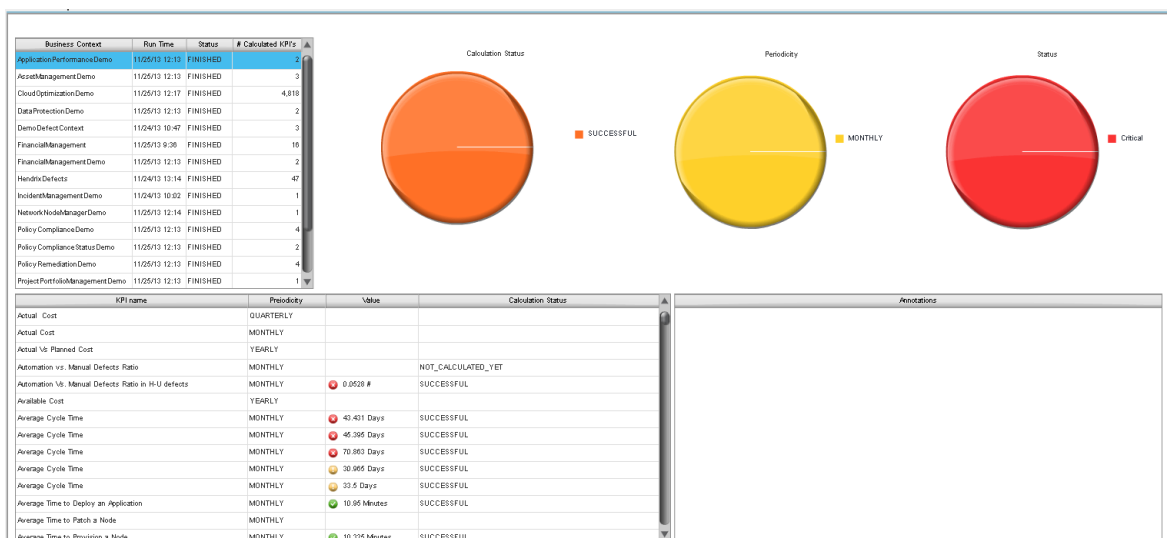 Business Context Run Time Status # Calculated KPI's
ApplicationPerformanceDemo 11/25/13 12:13 FINISHED 2
AssetManagementDemo 11/25/13 12:13 FINISHED 3
CloudOptimizationDemo 11/25/13 12:17 FINISHED 4,818
DataProtectionDemo 11/25/13 12:13 FINISHED 2
DemoDefectContext 11/24/13 10:47 FINISHED 3
FinancialManagement 11/25/13 9:36 FINISHED 16
FinancialManagementDemo 11/25/13 12:13 FINISHED 2
HendrixDefects 11/24/13 13:14 FINISHED 47
IncidentManagementDemo 11/24/13 10:02 FINISHED 1
NetworkNodeManagerDemo 11/25/13 12:14 FINISHED 1
PolicyComplianceDemo 11/25/13 12:13 FINISHED 4
PolicyComplianceStatusDemo 11/25/13 12:13 FINISHED 2
PolicyRemediationDemo 11/25/13 12:13 FINISHED 4
ProjectPortfolioManagementDemo 11/25/13 12:13 FINISHED 1
Calculation Status
SUCCESSFUL
Periodicity
MONTHLY
Status
Critical
KPI name Preiodicity Value Calculation Status
Actual Cost QUARTERLY
Actual Cost MONTHLY
Actual Vs Planned Cost YEARLY
Automation vs. Manual Defects Ratio MONTHLY NOT_CALCULATED_YET
Automation Vs. Manual Defects Ratio in H-U defects MONTHLY 0.0528 # SUCCESSFUL
Available Cost YEARLY
Average Cycle Time MONTHLY 43.431 Days SUCCESSFUL
Average Cycle Time MONTHLY 45.395 Days SUCCESSFUL
Average Cycle Time MONTHLY 70.863 Days SUCCESSFUL
Average Cycle Time MONTHLY 30.965 Days SUCCESSFUL
Average Cycle Time MONTHLY 33.5 Days SUCCESSFUL
Average Time to Deploy an Application MONTHLY 10.95 Minutes SUCCESSFUL
Average Time to Patch a Node MONTHLY
Average Time to Provision a Node MONTHLY 10.335 Minutes SUCCESSFUL
Annotations